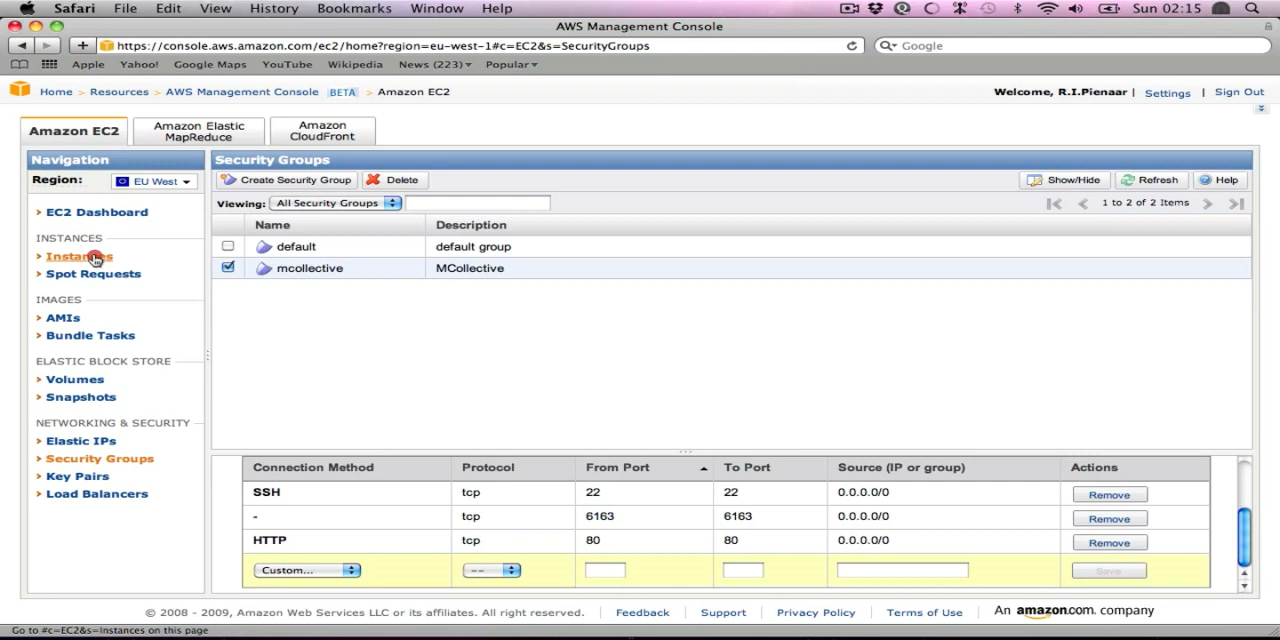 Safari File Edit View History Bookmarks Window Help Sun 02:15
AWS Management Console
https://console.aws.amazon.com/ec2/home?region=eu-west-1#c=EC2&s=SecurityGroups Google
Apple Yahoo! Google Maps YouTube Wikipedia News (223) Popular
Home > Resources > AWS Management Console BETA > Amazon EC2 Welcome, R.I.Pienaar | Settings | Sign Out
Amazon EC2
Amazon Elastic
MapReduce
Amazon
CloudFront
Navigation
Region: EU West
EC2 Dashboard
INSTANCES
Instances
Spot Requests
IMAGES
AMIs
Bundle Tasks
ELASTIC BLOCK STORE
Volumes
Snapshots
NETWORKING & SECURITY
Elastic IPs
Security Groups
Key Pairs
Load Balancers
Security Groups
Create Security Group Delete Show/Hide Refresh Help
Viewing: All Security Groups 1 to 2 of 2 Items
Name Description
default default group
mcollective MCollective
Connection Method Protocol From Port To Port Source (IP or group) Actions
SSH tcp 22 22 0.0.0.0/0 Remove
- tcp 6163 6163 0.0.0.0/0 Remove
HTTP tcp 80 80 0.0.0.0/0 Remove
Custom... -- Save
© 2008 - 2009, Amazon Web Services LLC or its affiliates. All right reserved. | Feedback | Support | Privacy Policy | Terms of Use | An amazon.com company
Go to #c=EC2&s=Instances on this page